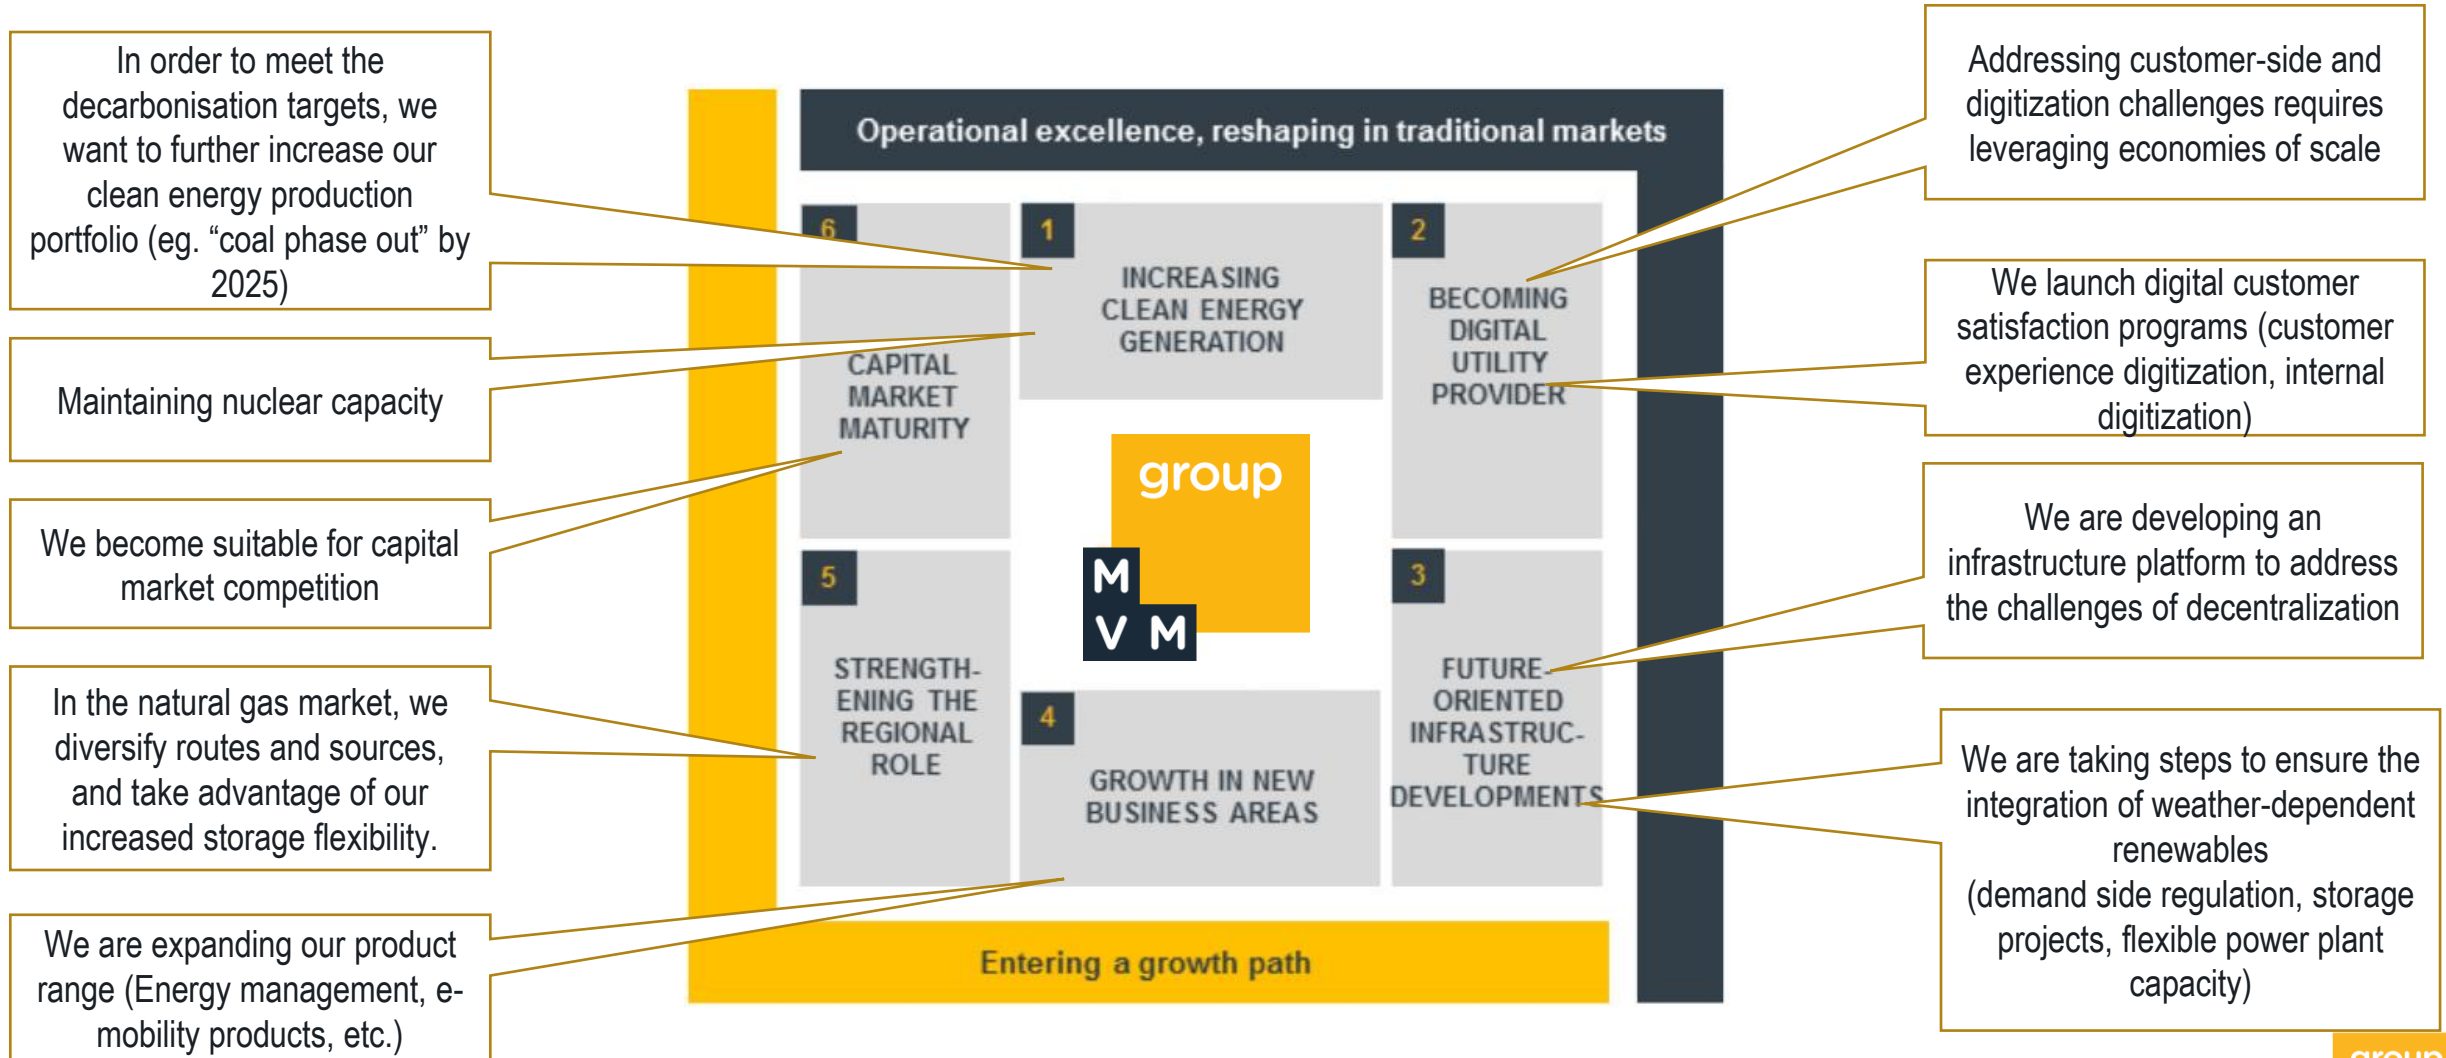 In order to meet the
decarbonisation targets, we
want to further increase our
clean energy production
portfolio (eg. “coal phase out” by
2025)
Maintaining nuclear capacity
We become suitable for capital
market competition
In the natural gas market, we
diversify routes and sources,
and take advantage of our
increased storage flexibility.
We are expanding our product
range (Energy management, e-
mobility products, etc.)
Operational excellence, reshaping in traditional markets
6
CAPITAL
MARKET
MATURITY
1
INCREASING
CLEAN ENERGY
GENERATION
2
BECOMING
DIGITAL
UTILITY
PROVIDER
group
M
V M
5
STRENGTH-
ENING THE
REGIONAL
ROLE
4
GROWTH IN NEW
BUSINESS AREAS
3
FUTURE-
ORIENTED
INFRASTRUC-
TURE
DEVELOPMENTS
Entering a growth path
Addressing customer-side and
digitization challenges requires
leveraging economies of scale
We launch digital customer
satisfaction programs (customer
experience digitization, internal
digitization)
We are developing an
infrastructure platform to address
the challenges of decentralization
We are taking steps to ensure the
integration of weather-dependent
renewables
(demand side regulation, storage
projects, flexible power plant
capacity)
group